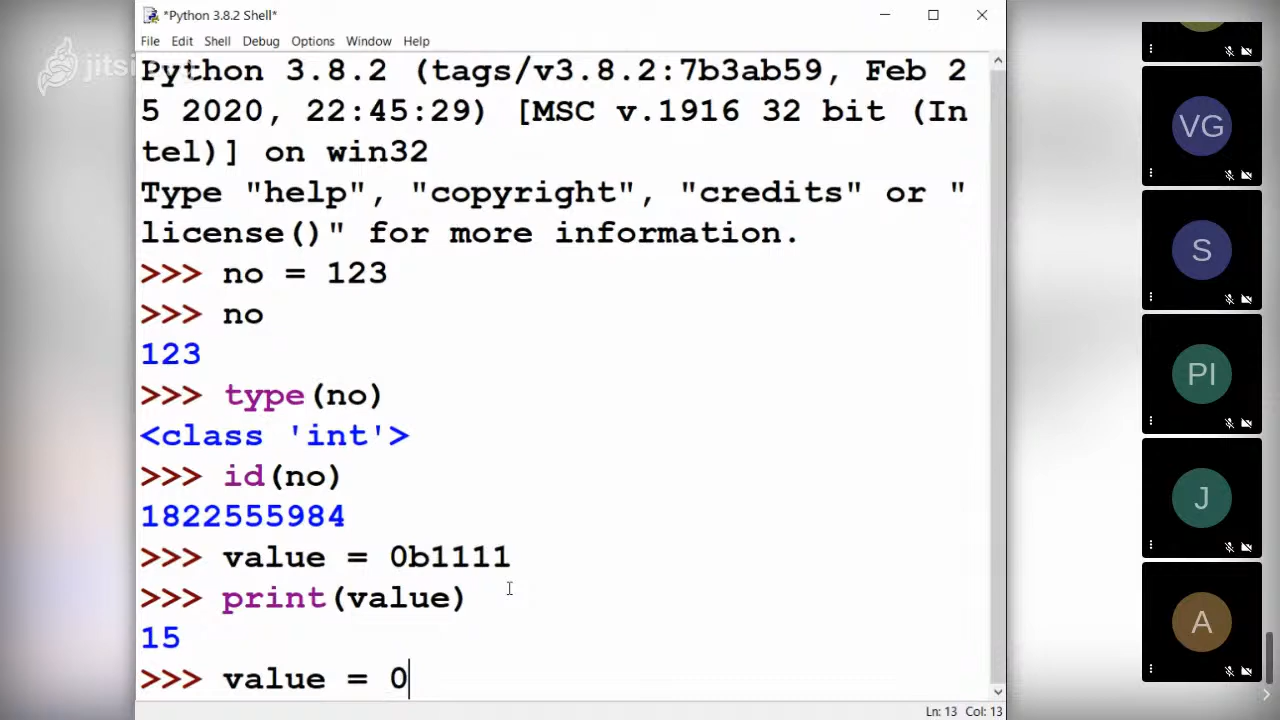 *Python 3.8.2 Shell*
File Edit Shell Debug Options Window Help
Python 3.8.2 (tags/v3.8.2:7b3ab59, Feb 2
5 2020, 22:45:29) [MSC v.1916 32 bit (In
tel)] on win32
Type "help", "copyright", "credits" or "
license()" for more information.
>>> no = 123
>>> no
123
>>> type(no)
<class 'int'>
>>> id(no)
1822555984
>>> value = 0b1111
>>> print(value)
15
>>> value = 0
Ln: 13 Col: 13
VG
S
PI
J
A